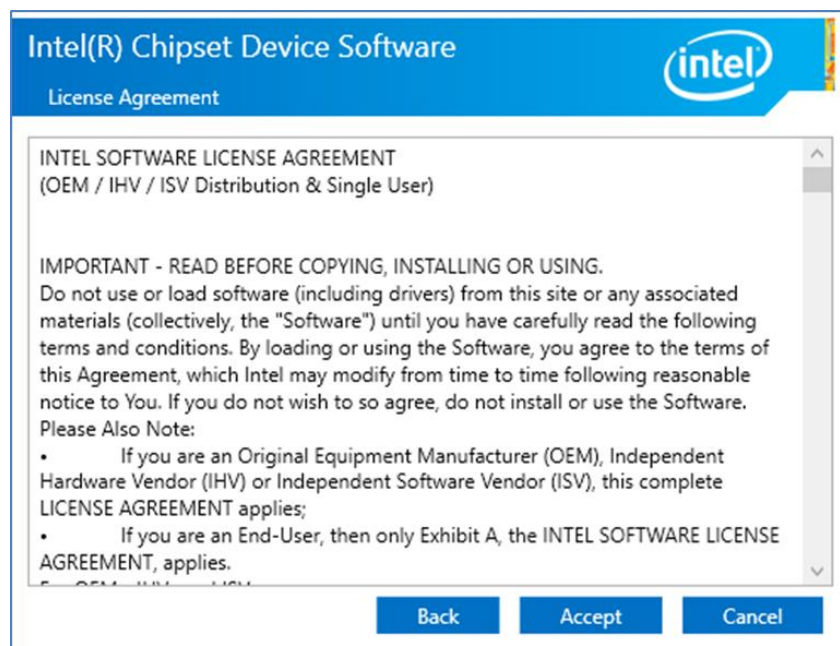 Intel(R) Chipset Device Software
intel
License Agreement
INTEL SOFTWARE LICENSE AGREEMENT
(OEM / IHV / ISV Distribution & Single User)
IMPORTANT - READ BEFORE COPYING, INSTALLING OR USING.
Do not use or load software (including drivers) from this site or any associated
materials (collectively, the "Software") until you have carefully read the following
terms and conditions. By loading or using the Software, you agree to the terms of
this Agreement, which Intel may modify from time to time following reasonable
notice to You. If you do not wish to so agree, do not install or use the Software.
Please Also Note:
• If you are an Original Equipment Manufacturer (OEM), Independent
Hardware Vendor (IHV) or Independent Software Vendor (ISV), this complete
LICENSE AGREEMENT applies;
• If you are an End-User, then only Exhibit A, the INTEL SOFTWARE LICENSE
AGREEMENT, applies.
Back Accept Cancel